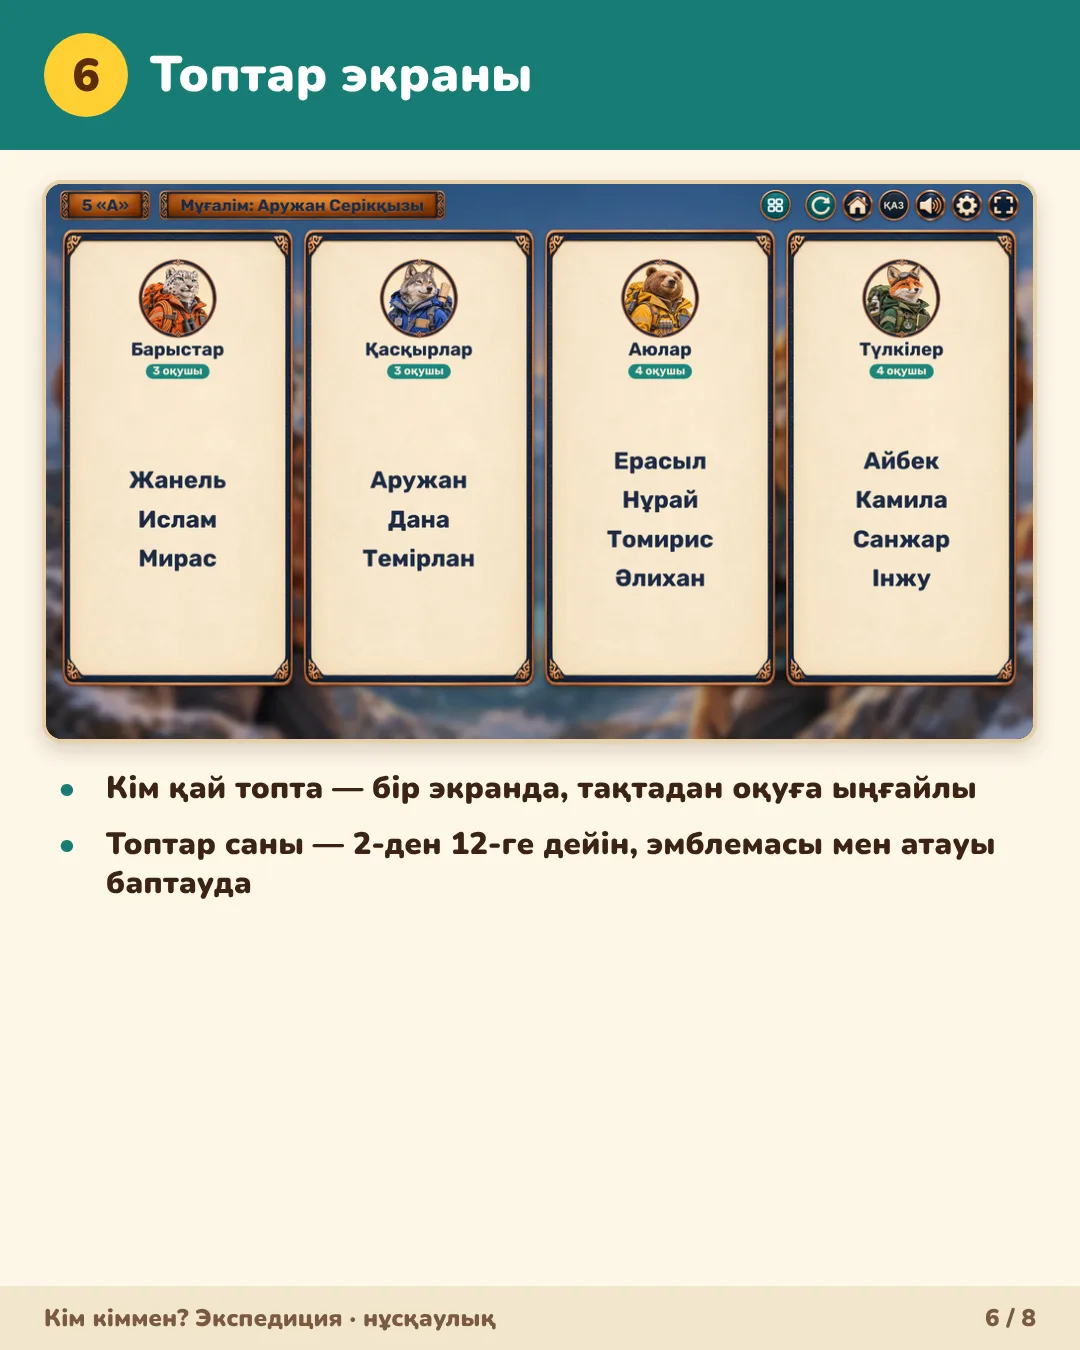 6 Топтар экраны
5 «А» Мұғалім: Аружан Серікқызы ҚАЗ
Барыстар
3 оқушы
Жанель
Ислам
Мирас
Қасқырлар
3 оқушы
Аружан
Дана
Темірлан
Аюлар
4 оқушы
Ерасыл
Нұрай
Томирис
Әлихан
Түлкілер
4 оқушы
Айбек
Камила
Санжар
Інжу
• Кім қай топта — бір экранда, тақтадан оқуға ыңғайлы
• Топтар саны — 2-ден 12-ге дейін, эмблемасы мен атауы
баптауда
Кім кіммен? Экспедиция · нұсқаулық 6 / 8